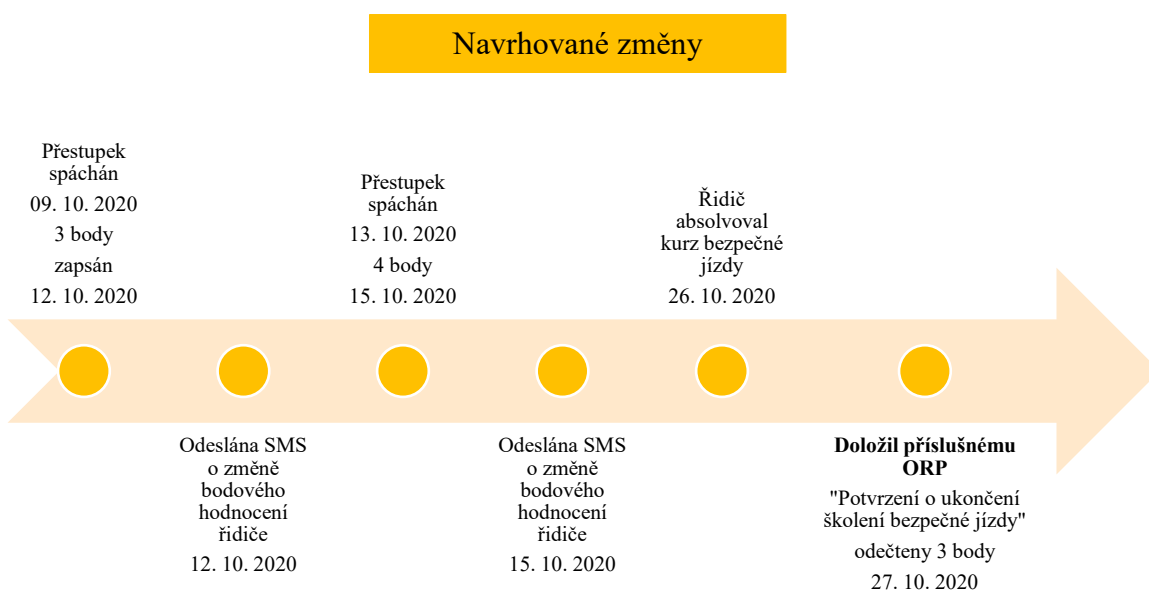 Navrhované změny
Přestupek
spáchán
09. 10. 2020
3 body
zapsán
12. 10. 2020
Odeslána SMS
o změně
bodového
hodnocení
řidiče
12. 10. 2020
Přestupek
spáchán
13. 10. 2020
4 body
15. 10. 2020
Odeslána SMS
o změně
bodového
hodnocení
řidiče
15. 10. 2020
Řidič
absolvoval
kurz bezpečné
jízdy
26. 10. 2020
Doložil příslušnému
ORP
"Potvrzení o ukončení
školení bezpečné jízdy"
odečteny 3 body
27. 10. 2020